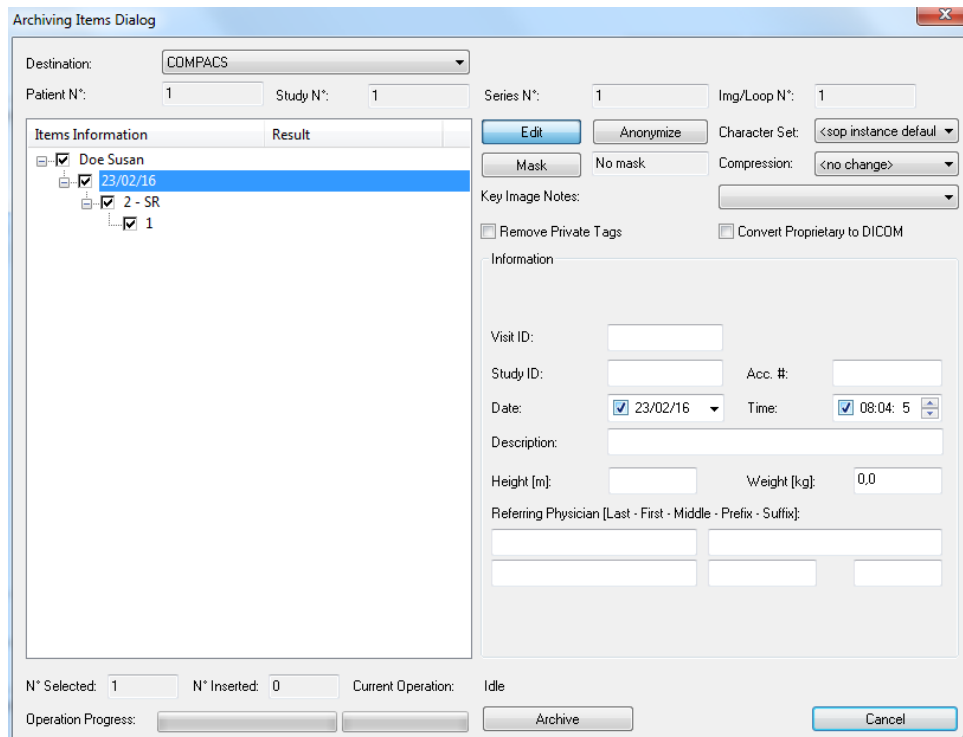 Archiving Items Dialog
x
Destination: COMPACS
Patient N°: 1 Study N°: 1 Series N°: 1 Img/Loop N°: 1
Items Information Result
Doe Susan
23/02/16
2 - SR
1
Edit Anonymize Character Set: <sop instance defaul
Mask No mask Compression: <no change>
Key Image Notes:
Remove Private Tags Convert Proprietary to DICOM
Information
Visit ID:
Study ID: Acc. #:
Date: 23/02/16 Time: 08:04: 5
Description:
Height [m]: Weight [kg]: 0,0
Referring Physician [Last - First - Middle - Prefix - Suffix]:
N° Selected: 1 N° Inserted: 0 Current Operation: Idle
Operation Progress: Archive Cancel